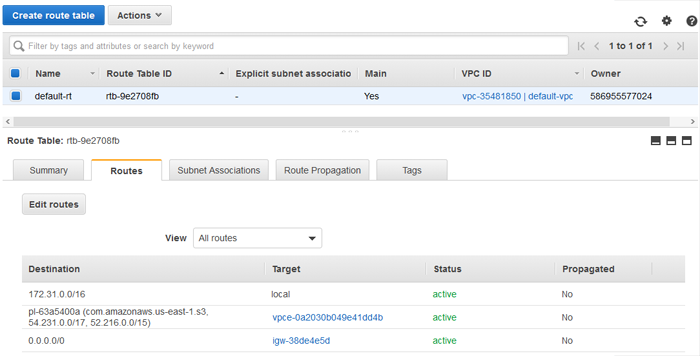 Create route table Actions
Filter by tags and attributes or search by keyword 1 to 1 of 1
Name Route Table ID Explicit subnet associatio Main VPC ID Owner
default-rt rtb-9e2708fb - Yes vpc-35481850 | default-vpc 586955577024
Route Table: rtb-9e2708fb
Summary Routes Subnet Associations Route Propagation Tags
Edit routes
View All routes
Destination Target Status Propagated
172.31.0.0/16 local active No
pl-63a5400a (com.amazonaws.us-east-1.s3,
54.231.0.0/17, 52.216.0.0/15) vpce-0a2030b049e41dd4b active No
0.0.0.0/0 igw-38de4e5d active No